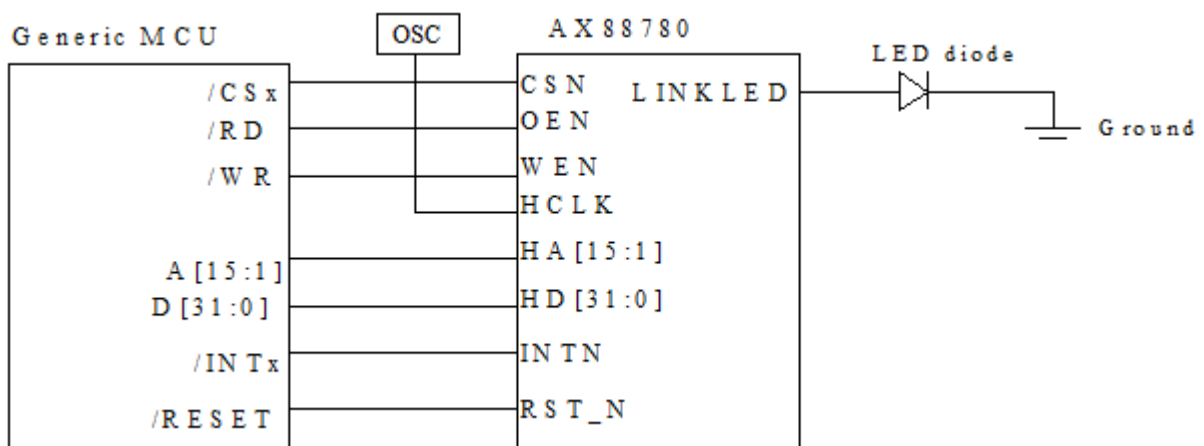 Generic MCU
OSC
AX88780
LED diode
/CSx
CSN
LINKLED
/RD
OEN
Ground
/WR
WEN
HCLK
A[15:1]
HA[15:1]
D[31:0]
HD[31:0]
/INTx
INTN
/RESET
RST_N